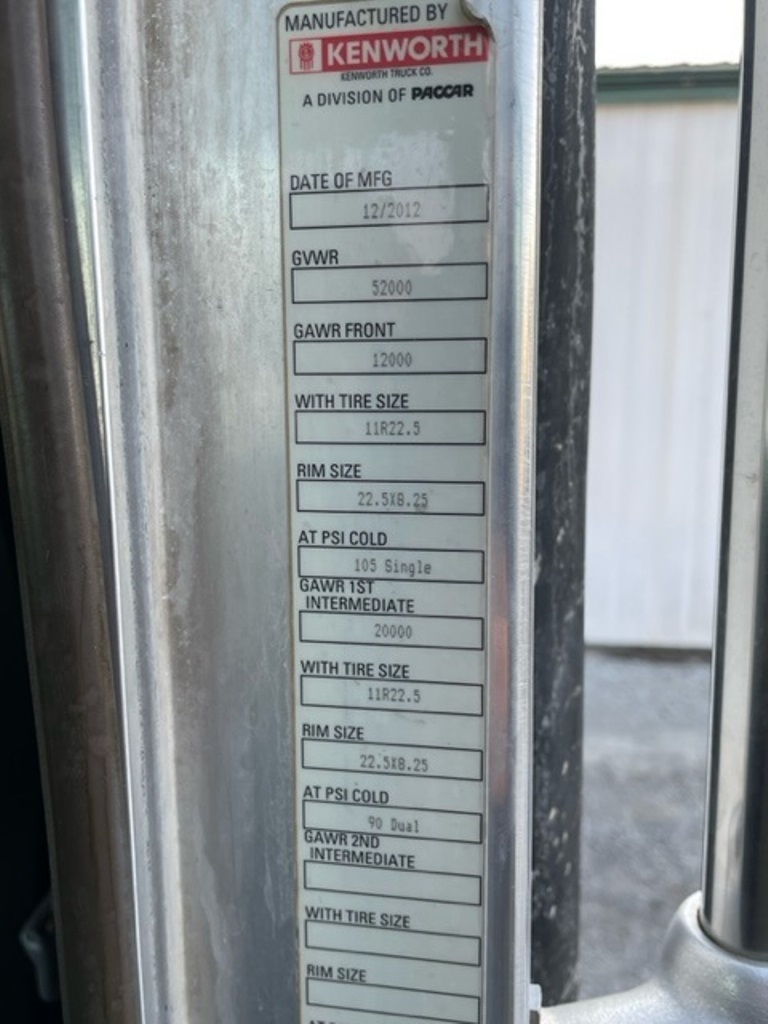 MANUFACTURED BY
KENWORTH
KENWORTH TRUCK CO.
A DIVISION OF PACCAR
DATE OF MFG
12/2012
GVWR
52000
GAWR FRONT
12000
WITH TIRE SIZE
11R22.5
RIM SIZE
22.5X8.25
AT PSI COLD
105 Single
GAWR 1ST
INTERMEDIATE
20000
WITH TIRE SIZE
11R22.5
RIM SIZE
22.5X8.25
AT PSI COLD
90 Dual
GAWR 2ND
INTERMEDIATE
WITH TIRE SIZE
RIM SIZE